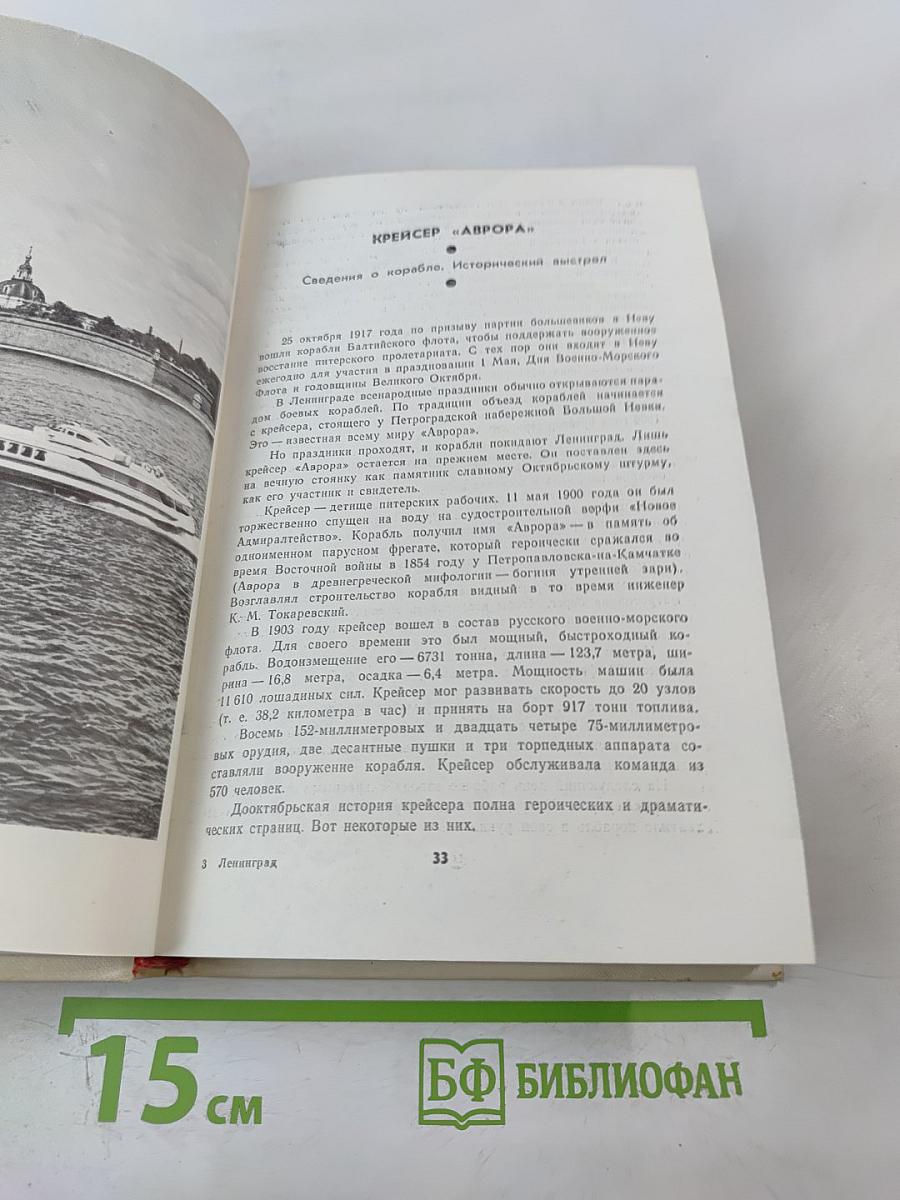 КРЕЙСЕР «АВРОРА»
Сведения о корабле. Исторический выстрел
25 октября 1917 года по призыву партии большевиков в Неву
вошли корабли Балтийского флота, чтобы поддержать вооруженное
восстание питерского пролетариата. С тех пор они входят в Неву
ежегодно для участия в праздновании 1 Мая, Дня Военно-Морского
Флота и годовщины Великого Октября.
В Ленинграде всенародные праздники обычно открываются пара-
дом боевых кораблей. По традиции объезд кораблей начинается
с крейсера, стоящего у Петроградской набережной Большой Невки.
Это — известная всему миру «Аврора».
Но праздники проходят, и корабли покидают Ленинград. Лишь
крейсер «Аврора» остается на прежнем месте. Он поставлен здесь
на вечную стоянку как памятник славному Октябрьскому штурму,
как его участник и свидетель.
Крейсер — детище питерских рабочих. 11 мая 1900 года он был
торжественно спущен на воду на судостроительной верфи «Новое
Адмиралтейство». Корабль получил имя «Аврора» — в память об
одноименном парусном фрегате, который героически сражался во
время Восточной войны в 1854 году у Петропавловска-на-Камчатке
(Аврора в древнегреческой мифологии — богиня утренней зари).
Возглавлял строительство корабля видный в то время инженер
К. М. Токаревский.
В 1903 году крейсер вошел в состав русского военно-морского
флота. Для своего времени это был мощный, быстроходный ко-
рабль. Водоизмещение его — 6731 тонна, длина — 123,7 метра, ши-
рина — 16,8 метра, осадка — 6,4 метра. Мощность машин была
11 610 лошадиных сил. Крейсер мог развивать скорость до 20 узлов
(т. е. 38,2 километра в час) и принять на борт 917 тонн топлива.
Восемь 152-миллиметровых и двадцать четыре 75-миллиметро-
вых орудия, две десантные пушки и три торпедных аппарата со-
ставляли вооружение корабля. Крейсер обслуживала команда из
570 человек.
Дооктябрьская история крейсера полна героических и драмати-
ческих страниц. Вот некоторые из них.
3 Ленинград
33
15 см
БФ БИБЛИОФАН